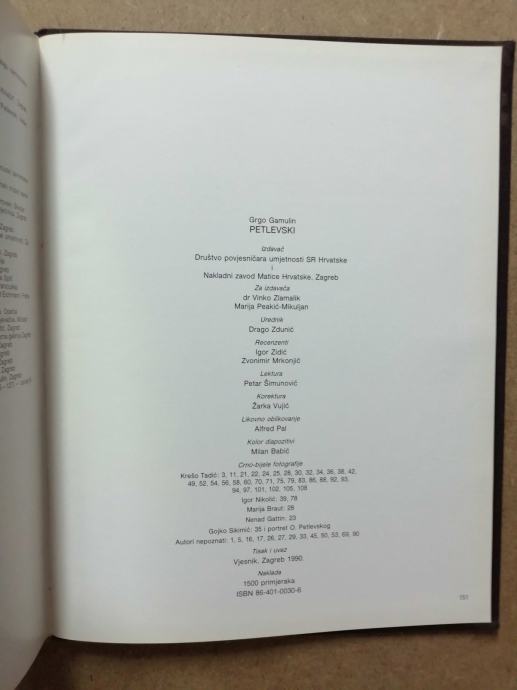 Grgo Gamulin
PETLEVSKI
Izdavač
Društvo povjesničara umjetnosti SR Hrvatske
i
Nakladni zavod Matice Hrvatske, Zagreb
Za izdavača
dr Vinko Zlamalik
Marija Peakić-Mikuljan
Urednik
Drago Zdunić
Recenzenti
Igor Zidić
Zvonimir Mrkonjić
Lektura
Petar Šimunović
Korektura
Žarka Vujić
Likovno oblikovanje
Alfred Pal
Kolor diapozitivi
Milan Babić
Crno-bijele fotografije
Krešo Tadić: 3, 11, 21, 22, 24, 25, 28, 30, 32, 34, 36, 38, 42,
49, 52, 54, 56, 58, 60, 70, 71, 75, 79, 83, 86, 88, 92, 93,
94, 97, 101, 102, 105, 108
Igor Nikolić: 39, 78
Marija Braut: 28
Nenad Gattin: 23
Gojko Sikimić: 35 i portret O. Petlevskog
Autori nepoznati: 1, 5, 16, 17, 26, 27, 29, 33, 45, 50, 53, 69, 90
Tisak i uvez
Vjesnik, Zagreb 1990.
Naklada
1500 primjeraka
ISBN 86-401-0030-6
151